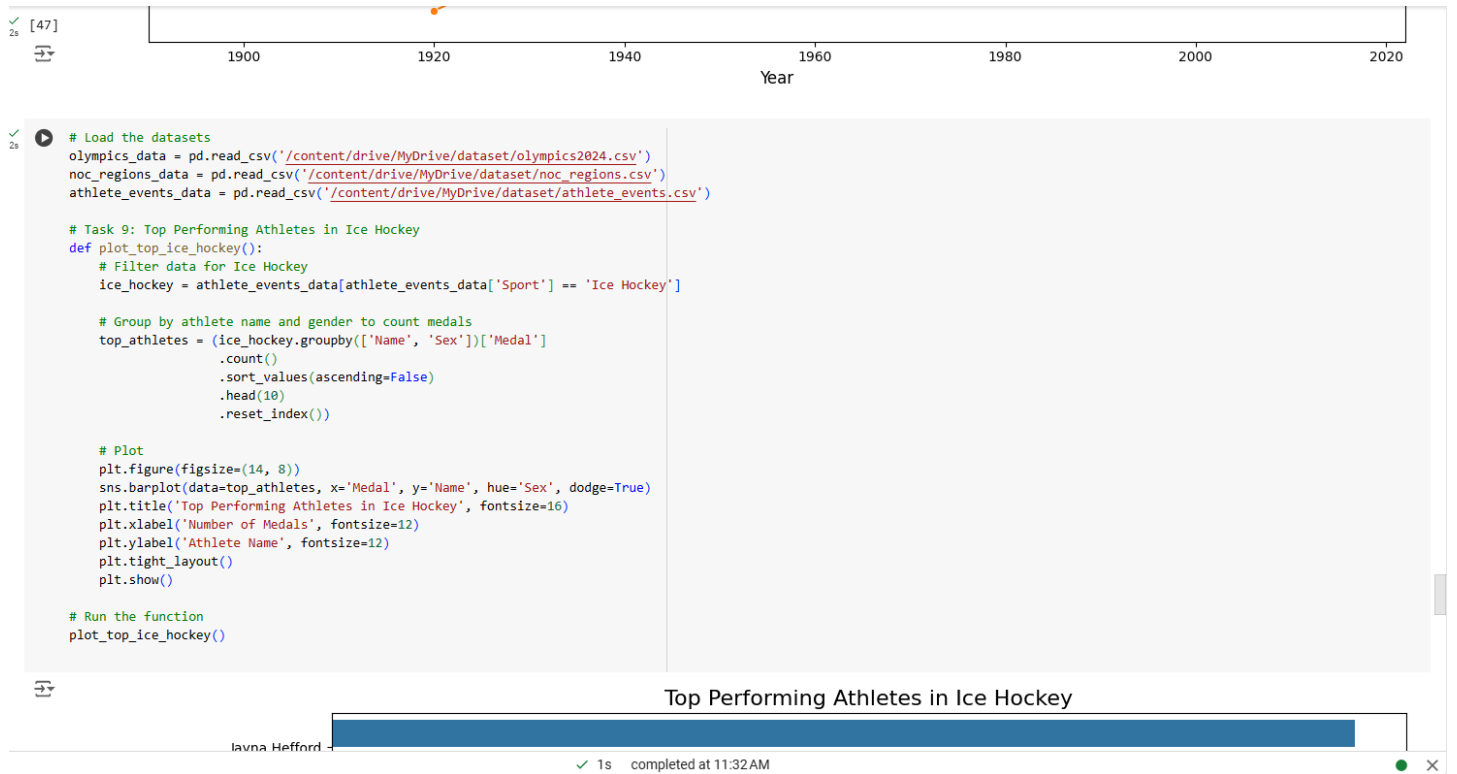 [47]
2s
1900 1920 1940 1960 1980 2000 2020
Year
2s
# Load the datasets
olympics_data = pd.read_csv('/content/drive/MyDrive/dataset/olympics2024.csv')
noc_regions_data = pd.read_csv('/content/drive/MyDrive/dataset/noc_regions.csv')
athlete_events_data = pd.read_csv('/content/drive/MyDrive/dataset/athlete_events.csv')

# Task 9: Top Performing Athletes in Ice Hockey
def plot_top_ice_hockey():
    # Filter data for Ice Hockey
    ice_hockey = athlete_events_data[athlete_events_data['Sport'] == 'Ice Hockey']

    # Group by athlete name and gender to count medals
    top_athletes = (ice_hockey.groupby(['Name', 'Sex'])['Medal']
                    .count()
                    .sort_values(ascending=False)
                    .head(10)
                    .reset_index())

    # Plot
    plt.figure(figsize=(14, 8))
    sns.barplot(data=top_athletes, x='Medal', y='Name', hue='Sex', dodge=True)
    plt.title('Top Performing Athletes in Ice Hockey', fontsize=16)
    plt.xlabel('Number of Medals', fontsize=12)
    plt.ylabel('Athlete Name', fontsize=12)
    plt.tight_layout()
    plt.show()

# Run the function
plot_top_ice_hockey()
Top Performing Athletes in Ice Hockey
Jayna Hefford
1s completed at 11:32 AM